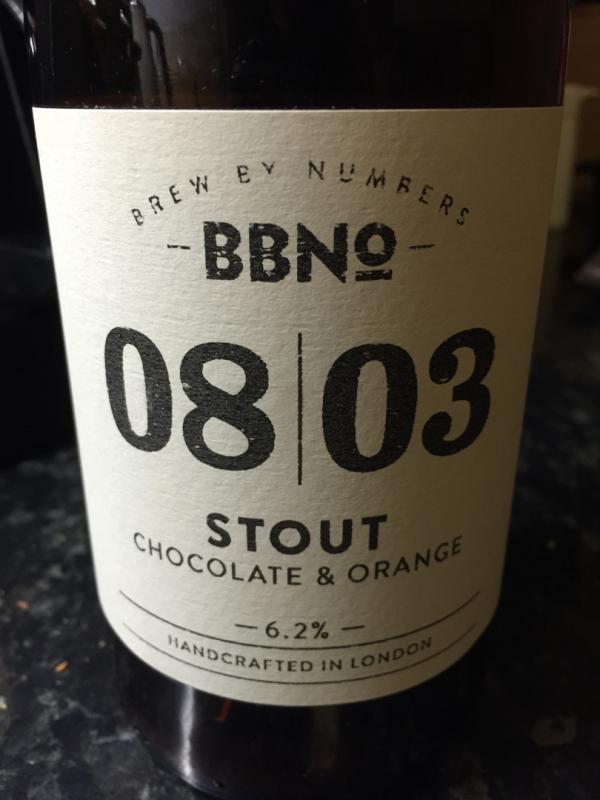 BREW BY NUMBERS
— BBNo —
08|03
STOUT
CHOCOLATE & ORANGE
— 6.2% —
HANDCRAFTED IN LONDON